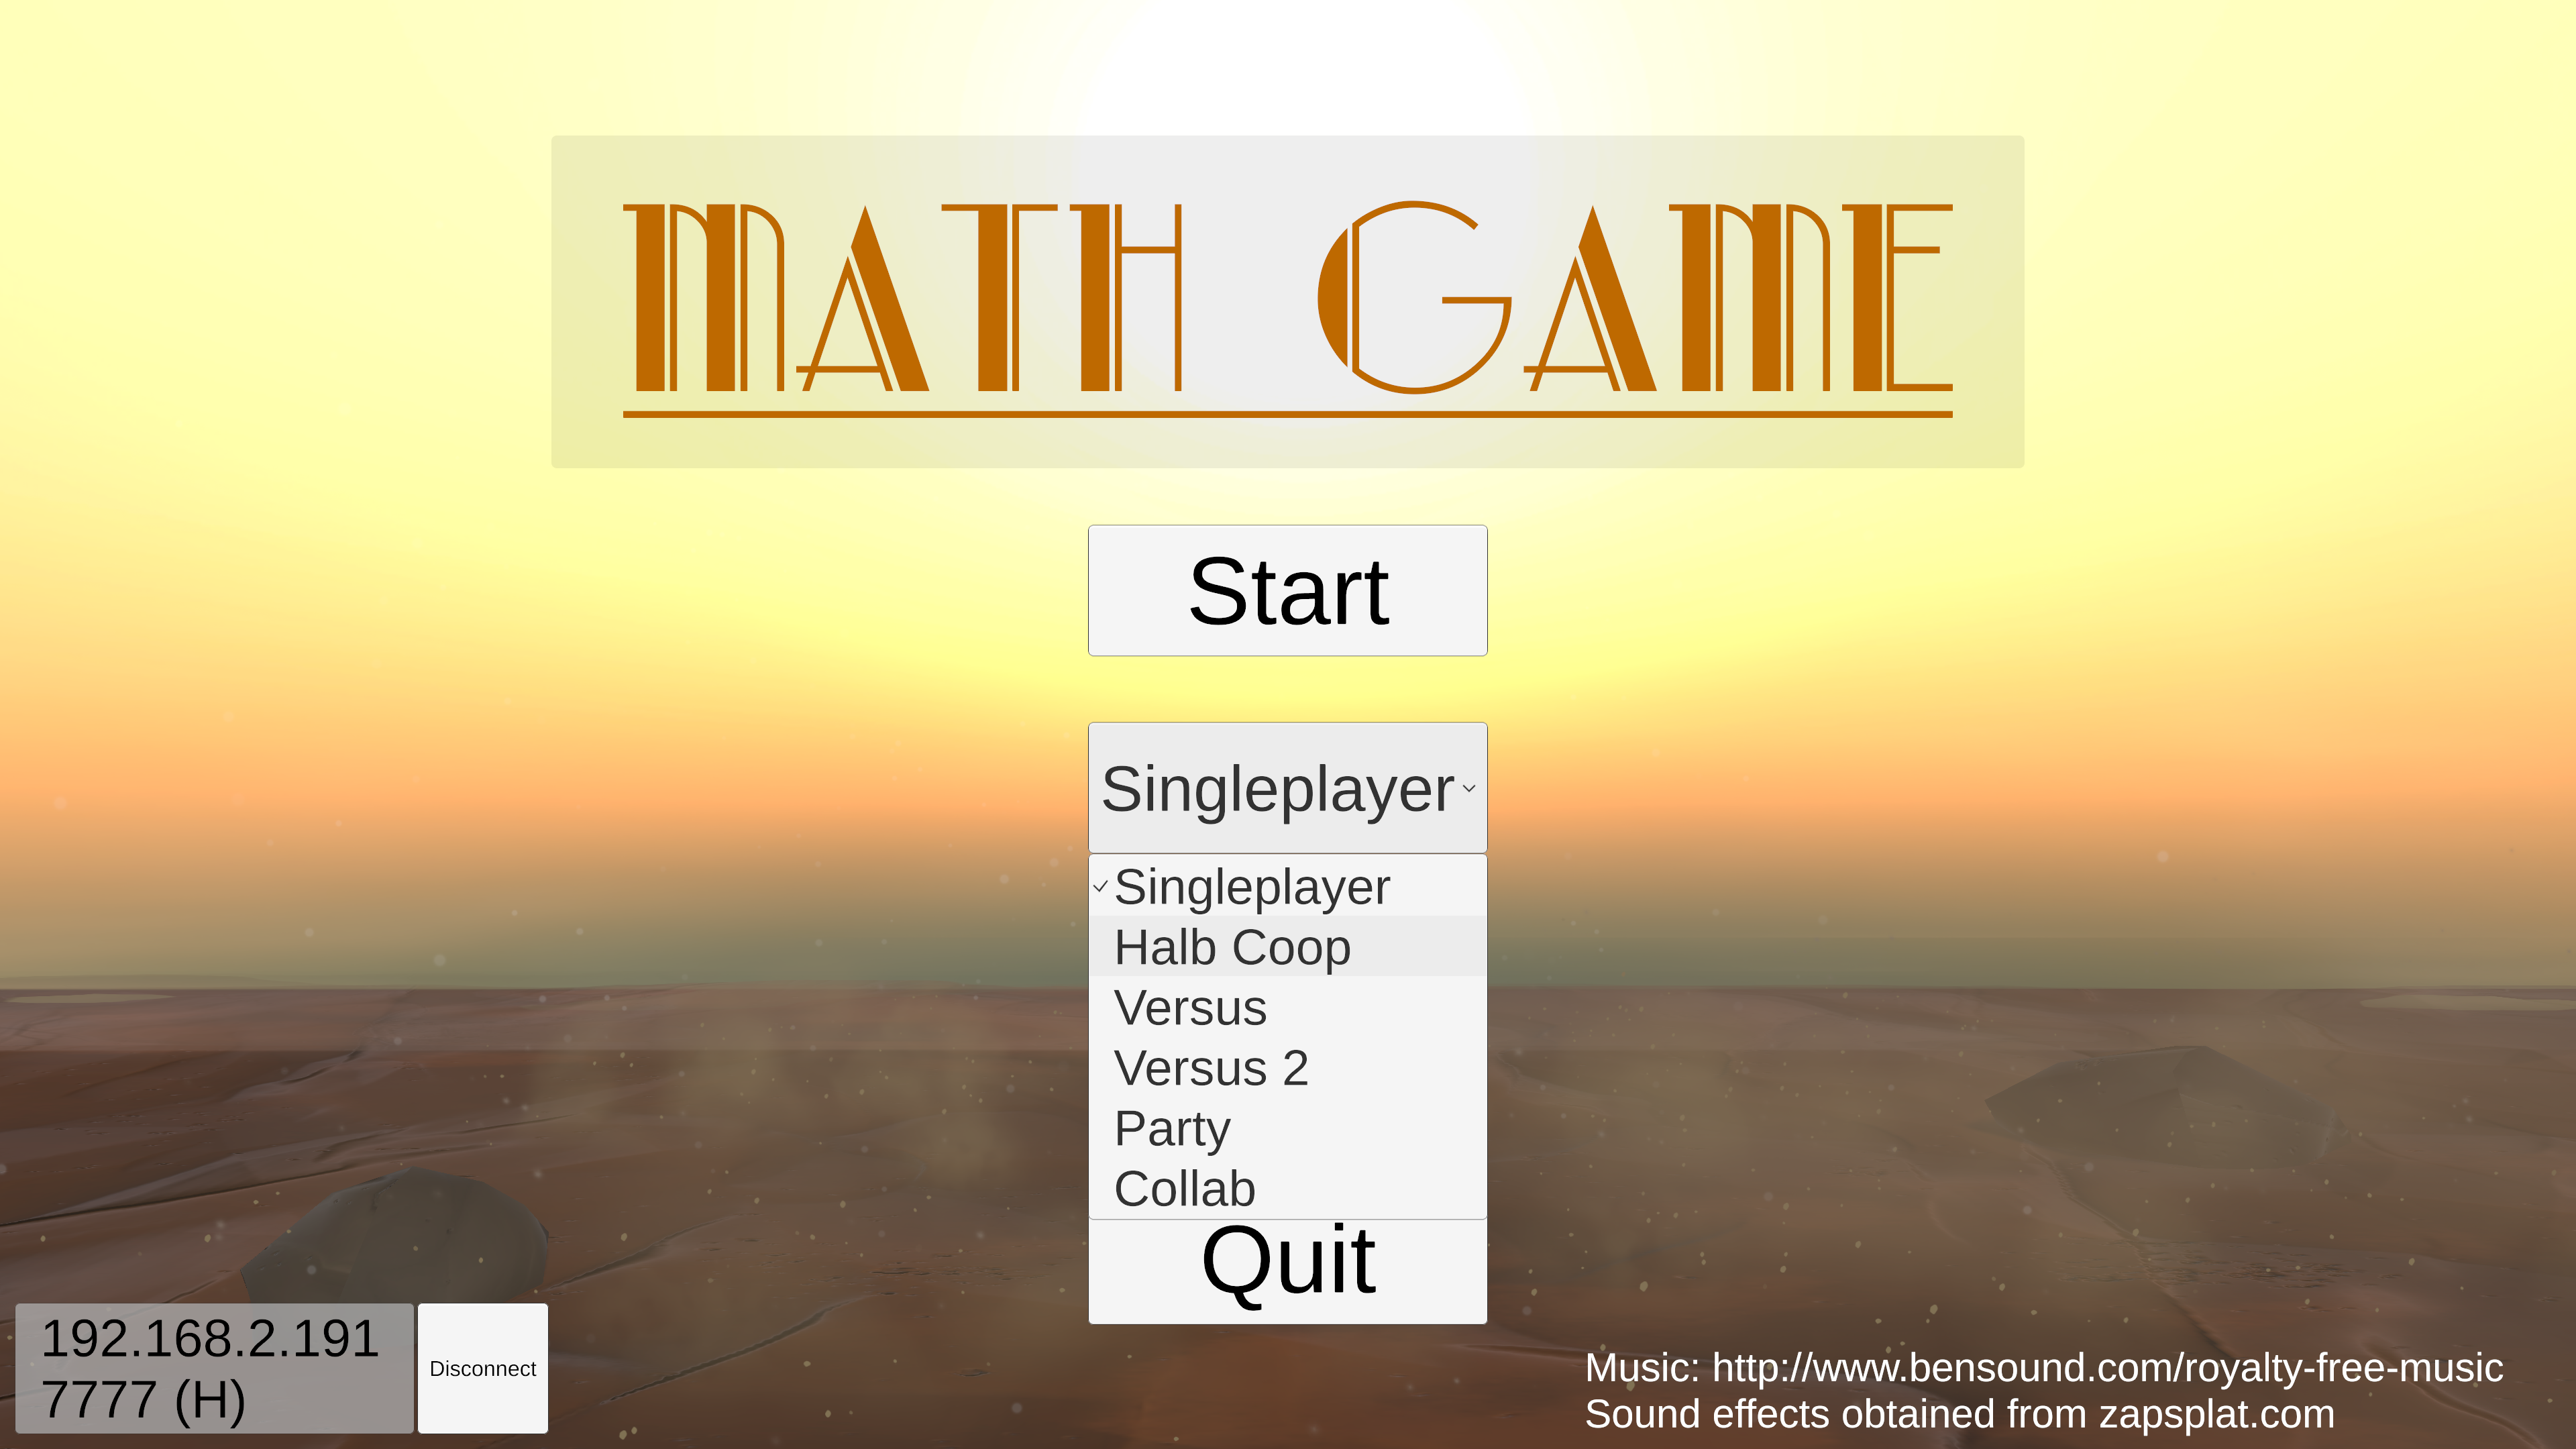 MATH GAME
Start
Singleplayer
Singleplayer
Halb Coop
Versus
Versus 2
Party
Collab
Quit
192.168.2.191
7777 (H)
Disconnect
Music: http://www.bensound.com/royalty-free-music
Sound effects obtained from zapsplat.com